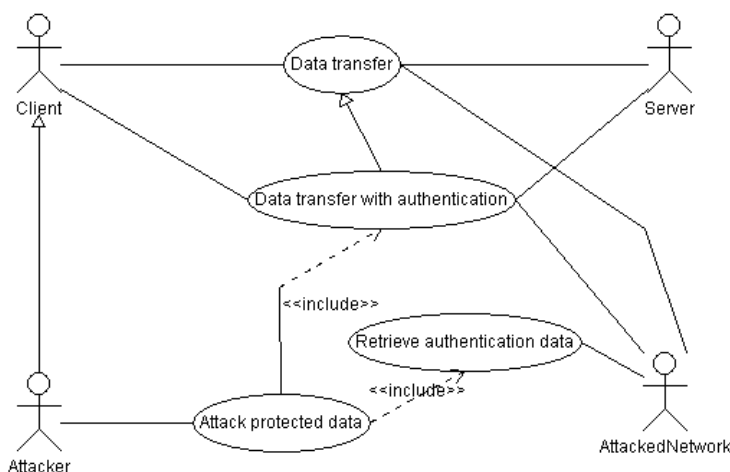 Data transfer
Client
Server
Data transfer with authentication
<<include>>
Retrieve authentication data
<<include>>
Attack protected data
AttackedNetwork
Attacker